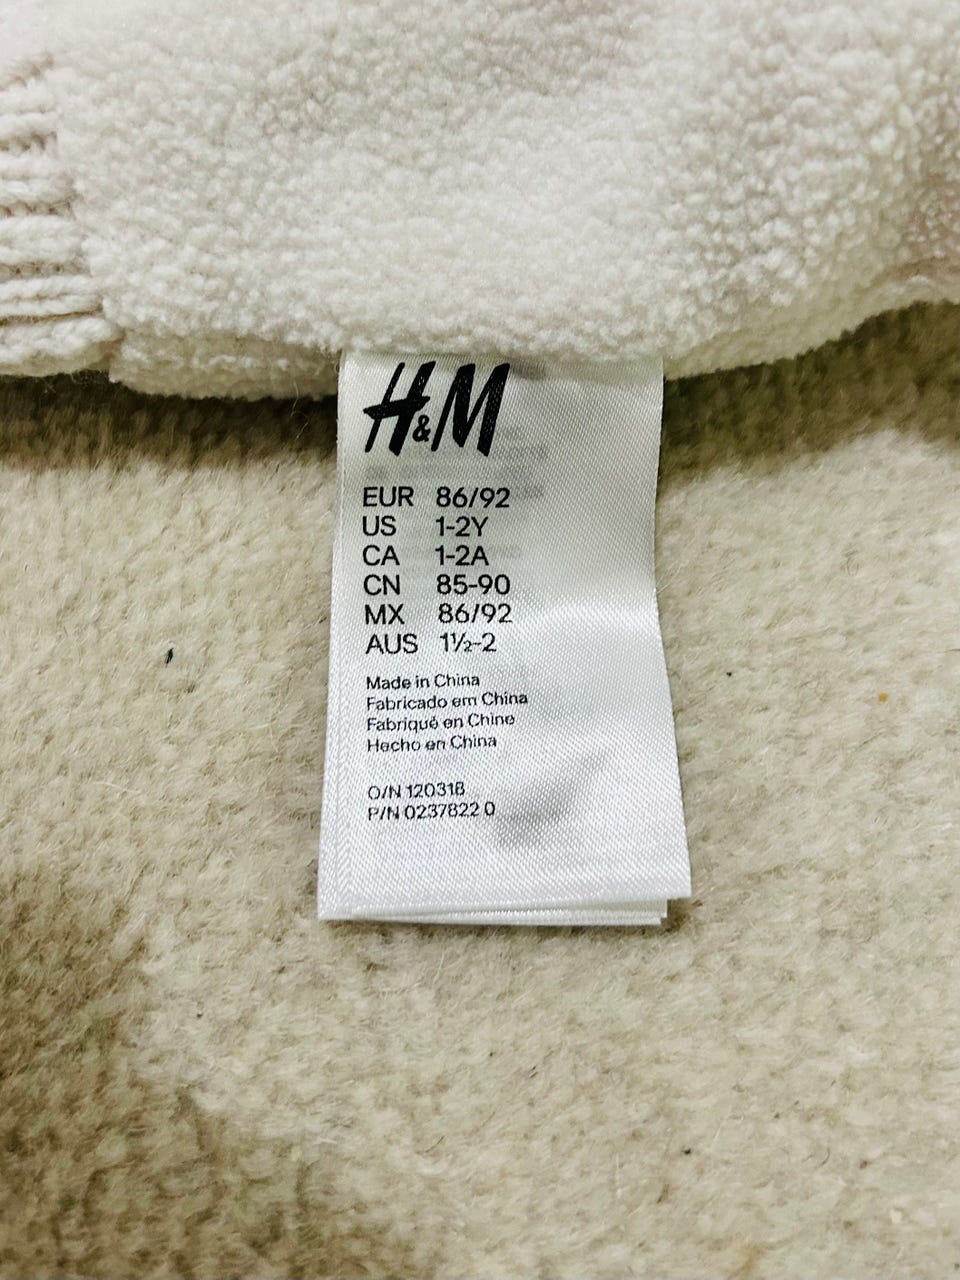 H&M
EUR 86/92
US 1-2Y
CA 1-2A
CN 85-90
MX 86/92
AUS 1½-2
Made in China
Fabricado em China
Fabriqué en Chine
Hecho en China
O/N 120318
P/N 0237822 0